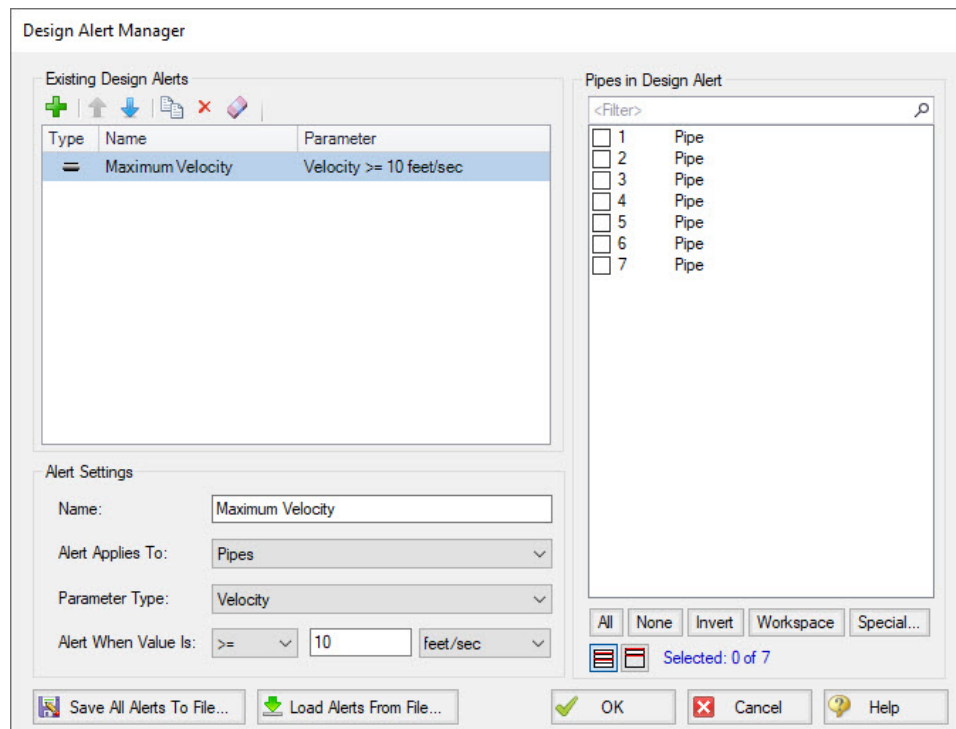 Design Alert Manager
Existing Design Alerts
Type Name Parameter
Maximum Velocity Velocity >= 10 feet/sec
Alert Settings
Name: Maximum Velocity
Alert Applies To: Pipes
Parameter Type: Velocity
Alert When Value Is: >= 10 feet/sec
Pipes in Design Alert
<Filter>
1 Pipe
2 Pipe
3 Pipe
4 Pipe
5 Pipe
6 Pipe
7 Pipe
All None Invert Workspace Special...
Selected: 0 of 7
Save All Alerts To File... Load Alerts From File... OK Cancel Help